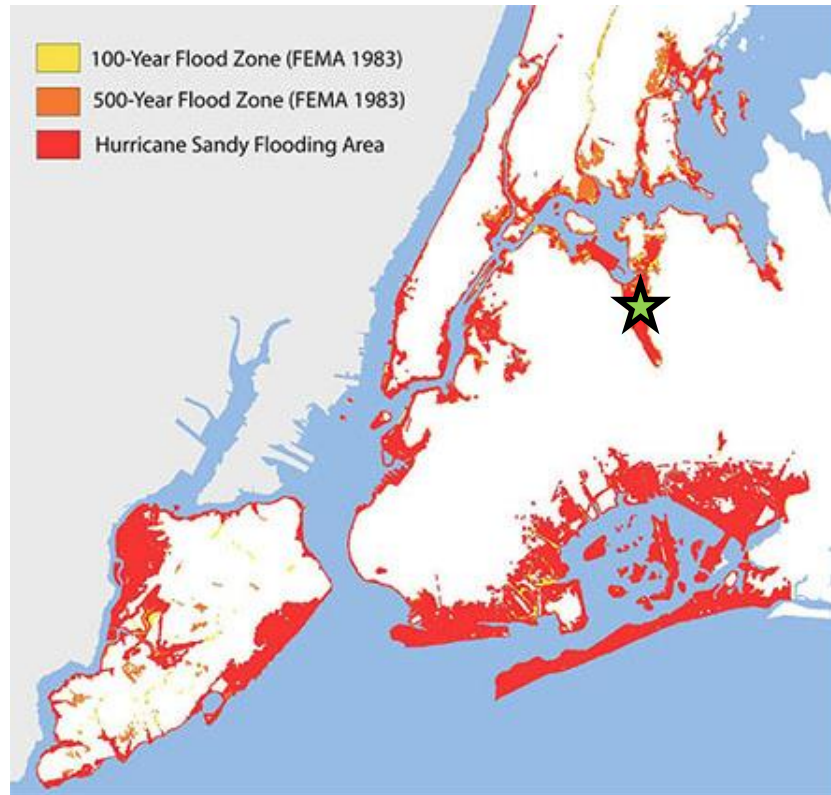 100-Year Flood Zone (FEMA 1983)
500-Year Flood Zone (FEMA 1983)
Hurricane Sandy Flooding Area